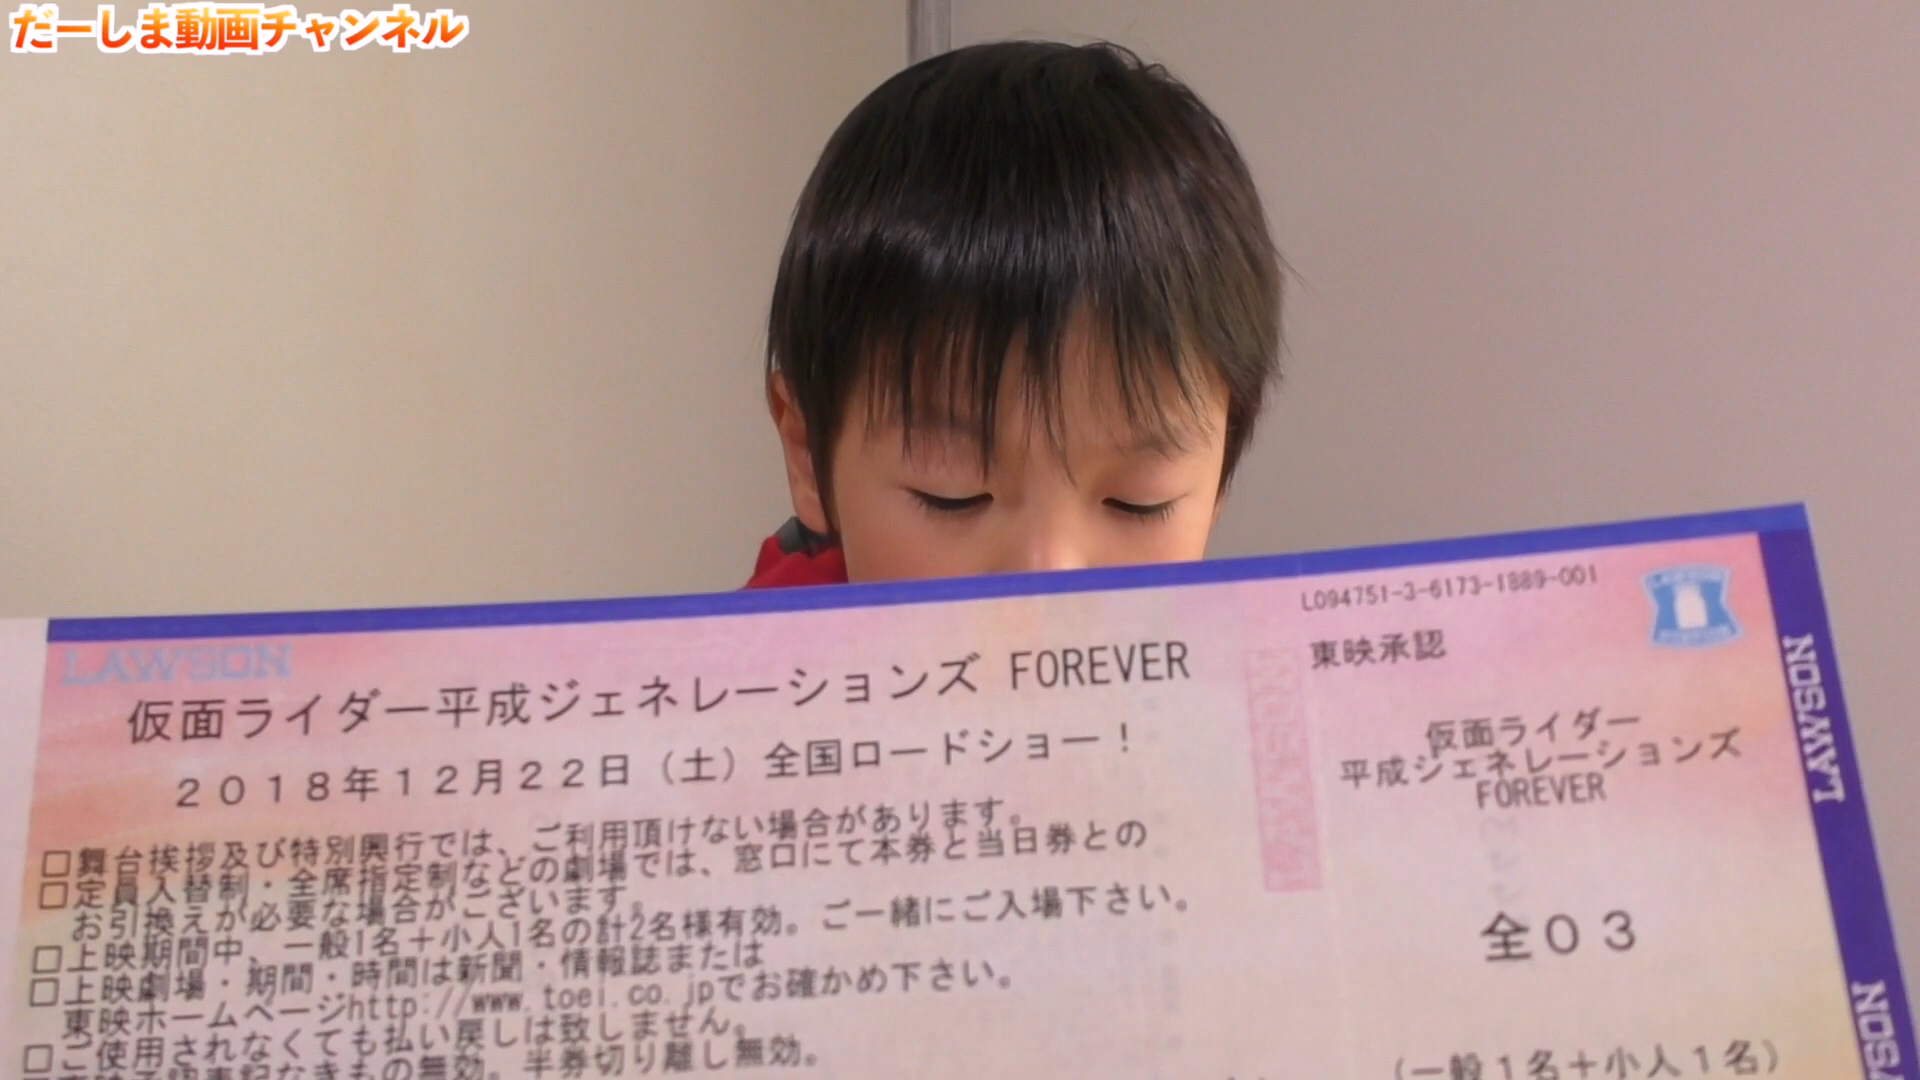 だーしま動画チャンネル
LAWSON
仮面ライダー平成ジェネレーションズ FOREVER
2018年12月22日（土）全国ロードショー！
□舞台挨拶及び特別興行では、ご利用頂けない場合があります。
□定員入替制・全席指定制などの劇場では、窓口にて本券と当日券との
お引換えが必要な場合がございます。
□上映期間中、一般1名＋小人1名の計2名様有効。ご一緒にご入場下さい。
□上映劇場・期間・時間は新聞・情報誌または
東映ホームページhttp://www.toei.co.jpでお確かめ下さい。
□ご使用されなくても払い戻しは致しません。
なきもの無効。半券切り離し無効。
L094751-3-6173-1889-001
東映承認
仮面ライダー
平成ジェネレーションズ
FOREVER
全03
（一般1名＋小人1名）
LAWSON